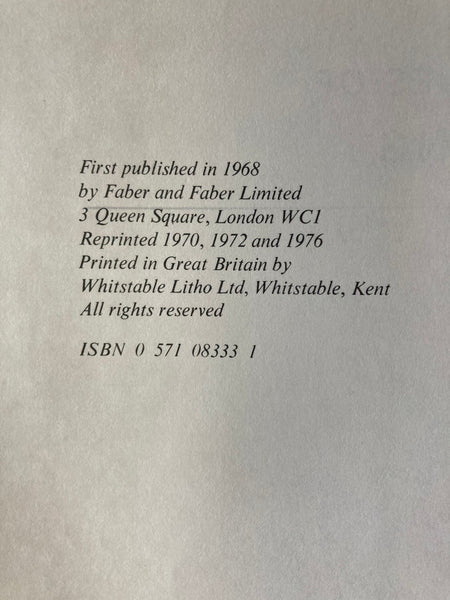 First published in 1968
by Faber and Faber Limited
3 Queen Square, London WC1
Reprinted 1970, 1972 and 1976
Printed in Great Britain by
Whitstable Litho Ltd, Whitstable, Kent
All rights reserved
ISBN 0 571 08333 1